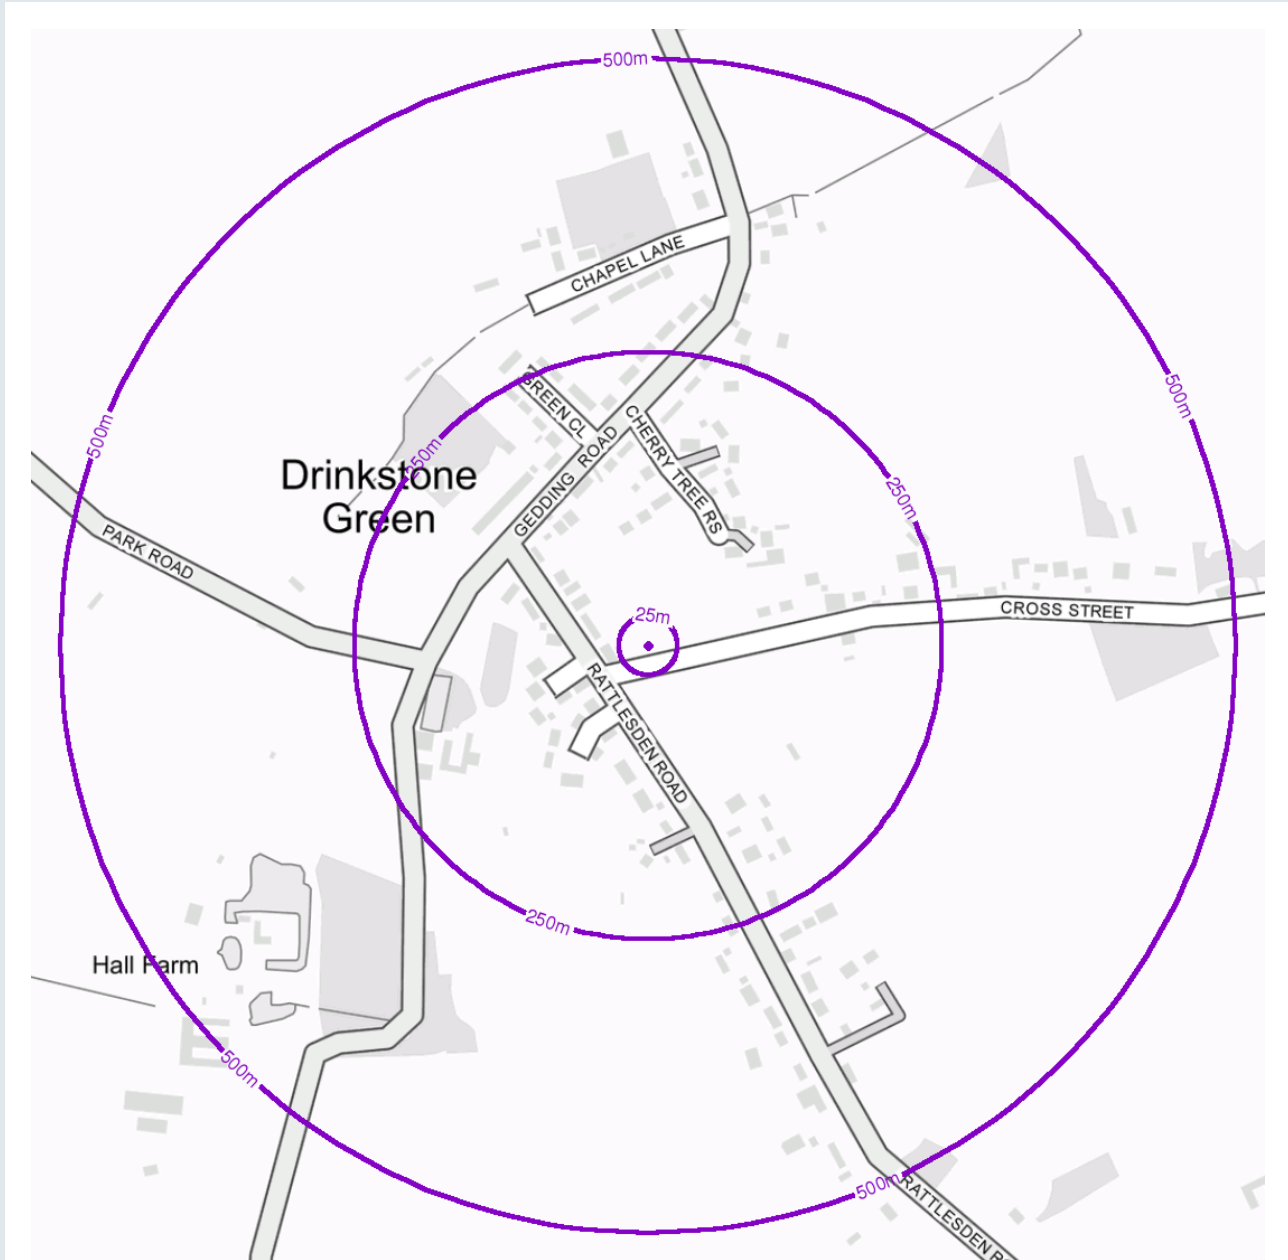 500m
CHAPEL LANE
500m
500m
GREEN CL
CHERRY TREE RS
250m
GEDDING ROAD
Drinkstone
Green
250m
PARK ROAD
CROSS STREET
25m
RATTLESDEN ROAD
250m
Hall Farm
500m
500m
RATTLESDEN R